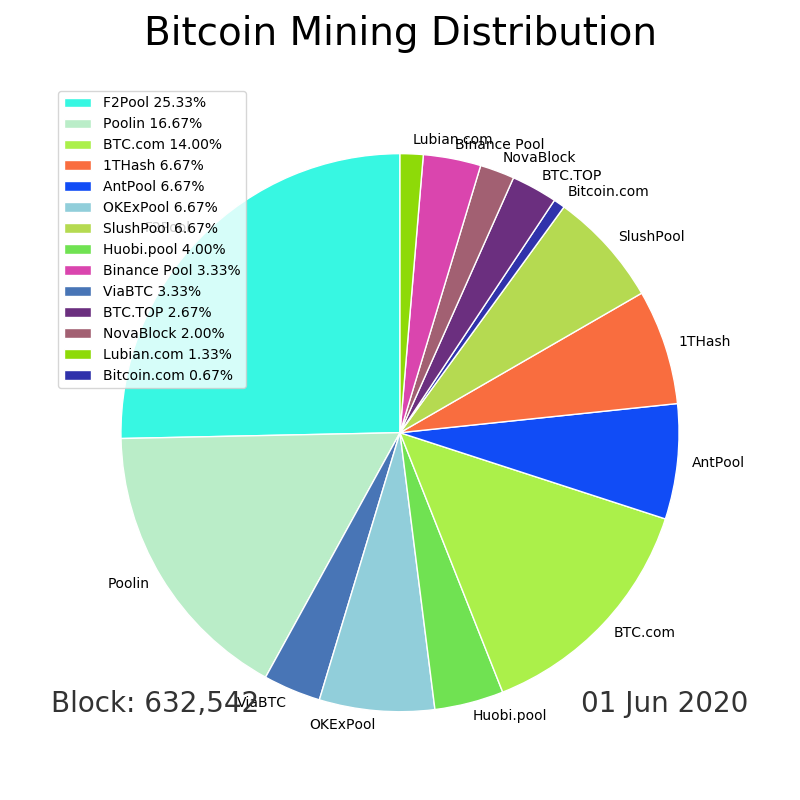 Bitcoin Mining Distribution
F2Pool 25.33%
Poolin 16.67%
BTC.com 14.00%
1THash 6.67%
AntPool 6.67%
OKExPool 6.67%
SlushPool 6.67%
Huobi.pool 4.00%
Binance Pool 3.33%
ViaBTC 3.33%
BTC.TOP 2.67%
NovaBlock 2.00%
Lubian.com 1.33%
Bitcoin.com 0.67%
Lubian.com
Binance Pool
NovaBlock
BTC.TOP
Bitcoin.com
SlushPool
1THash
AntPool
BTC.com
Huobi.pool
OKExPool
ViaBTC
Poolin
F2Pool
Block: 632,542
01 Jun 2020